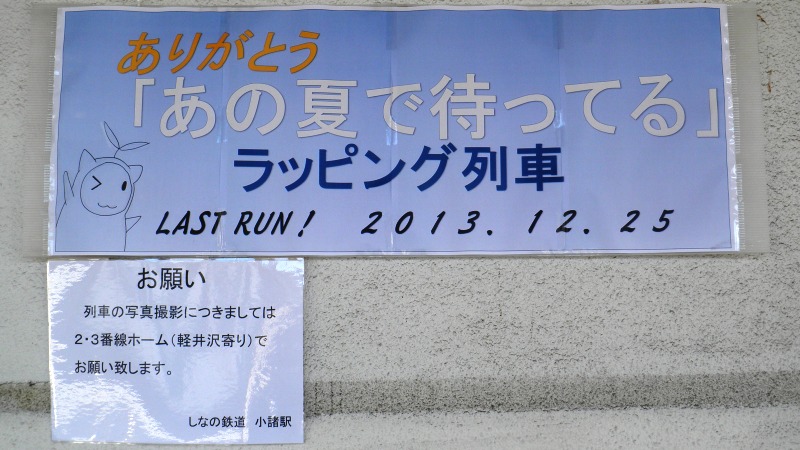 ありがとう
「あの夏で待ってる」
ラッピング列車
LAST RUN! 2013.12.25
お願い
列車の写真撮影につきましては
2・3番線ホーム(軽井沢寄り)で
お願い致します。
しなの鉄道 小諸駅